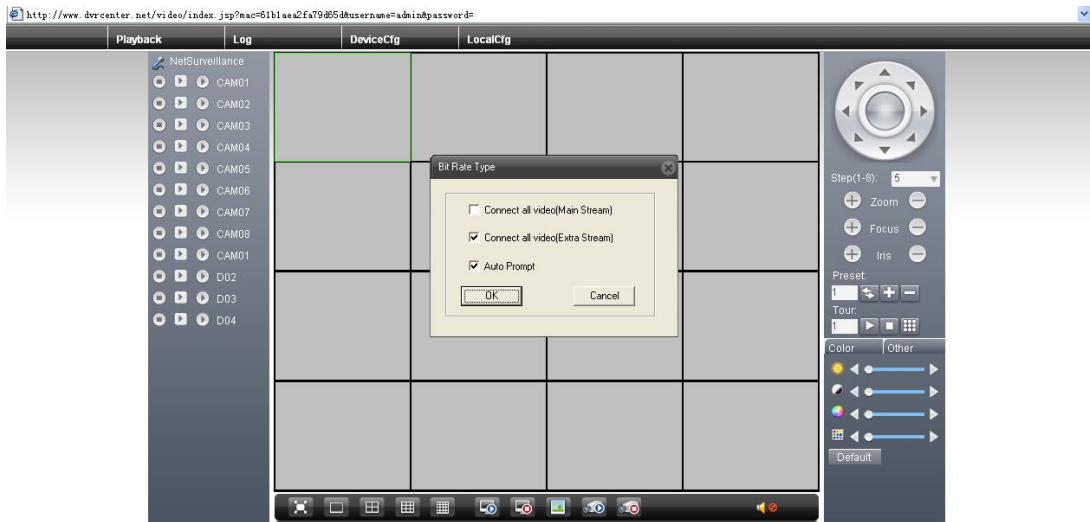 http://www.dvrcenter.net/video/index.jsp?mac=61b1aea2fa79d65d&username=admin&password=
Playback Log DeviceCfg LocalCfg
NetSurveillance
CAM01
CAM02
CAM03
CAM04
CAM05
CAM06
CAM07
CAM08
CAM01
D02
D03
D04
Bit Rate Type
Connect all video(Main Stream)
Connect all video(Extra Stream)
Auto Prompt
OK Cancel
Step(1-8): 5
Zoom
Focus
Iris
Preset:
1
Tour:
1
Color Other
Default